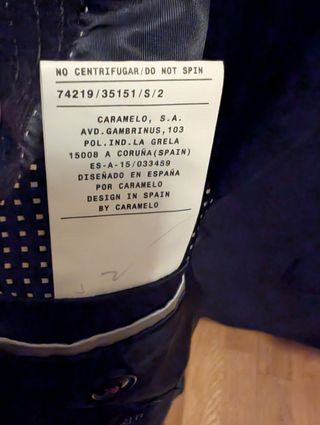 NO CENTRIFUGAR/DO NOT SPIN
74219/35151/S/2
CARAMELO, S.A.
AVD.GAMBRINUS,103
POL.IND.LA GRELA
15008 A CORUÑA(SPAIN)
ES-A-15/033459
DISEÑADO EN ESPAÑA
POR CARAMELO
DESIGN IN SPAIN
BY CARAMELO